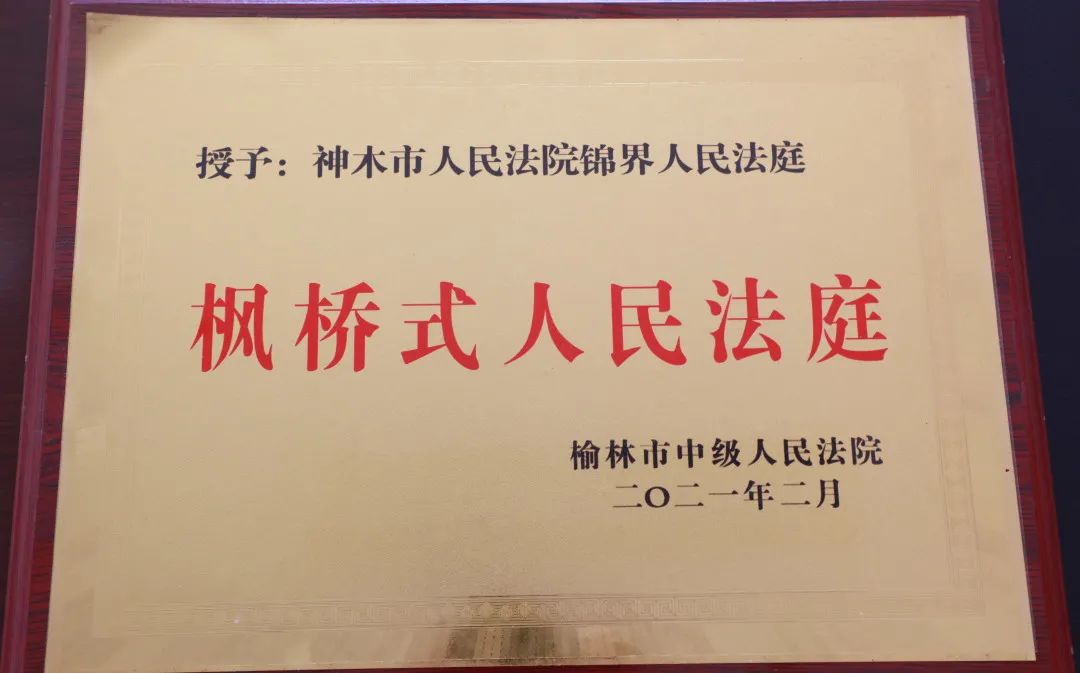 授予：神木市人民法院锦界人民法庭
枫桥式人民法庭
榆林市中级人民法院
二〇二一年二月